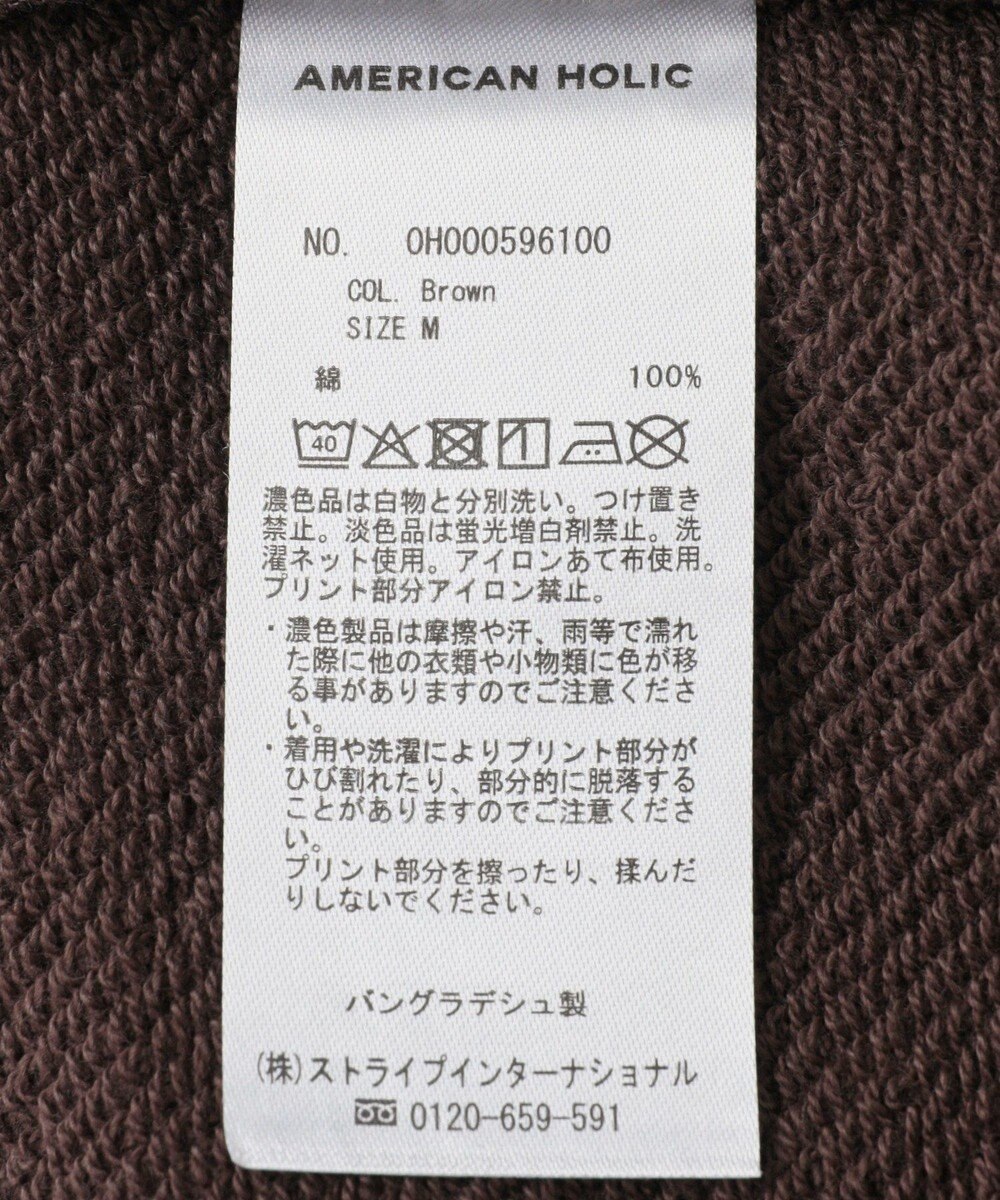 AMERICAN HOLIC
NO. OH000596100
COL. Brown
SIZE M
綿 100%
40
濃色品は白物と分別洗い。つけ置き
禁止。淡色品は蛍光増白剤禁止。洗
濯ネット使用。アイロンあて布使用。
プリント部分アイロン禁止。
・濃色製品は摩擦や汗、雨等で濡れ
た際に他の衣類や小物類に色が移
る事がありますのでご注意くださ
い。
・着用や洗濯によりプリント部分が
ひび割れたり、部分的に脱落する
ことがありますのでご注意くださ
い。
プリント部分を擦ったり、揉んだ
りしないでください。
バングラデシュ製
(株)ストライプインターナショナル
0120-659-591